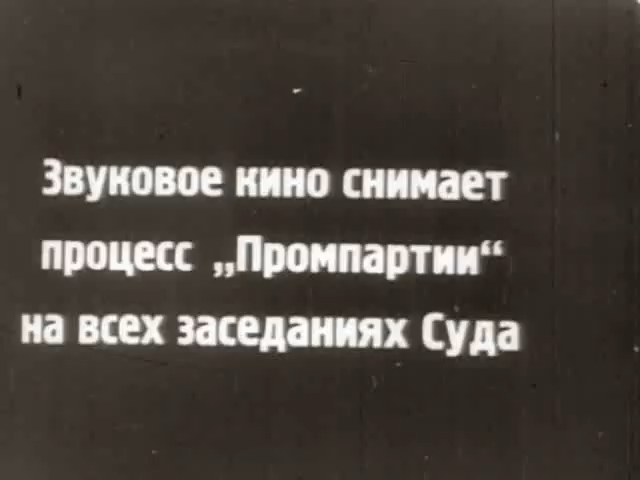 Звуковое кино снимает
процесс „Промпартии“
на всех заседаниях Суда